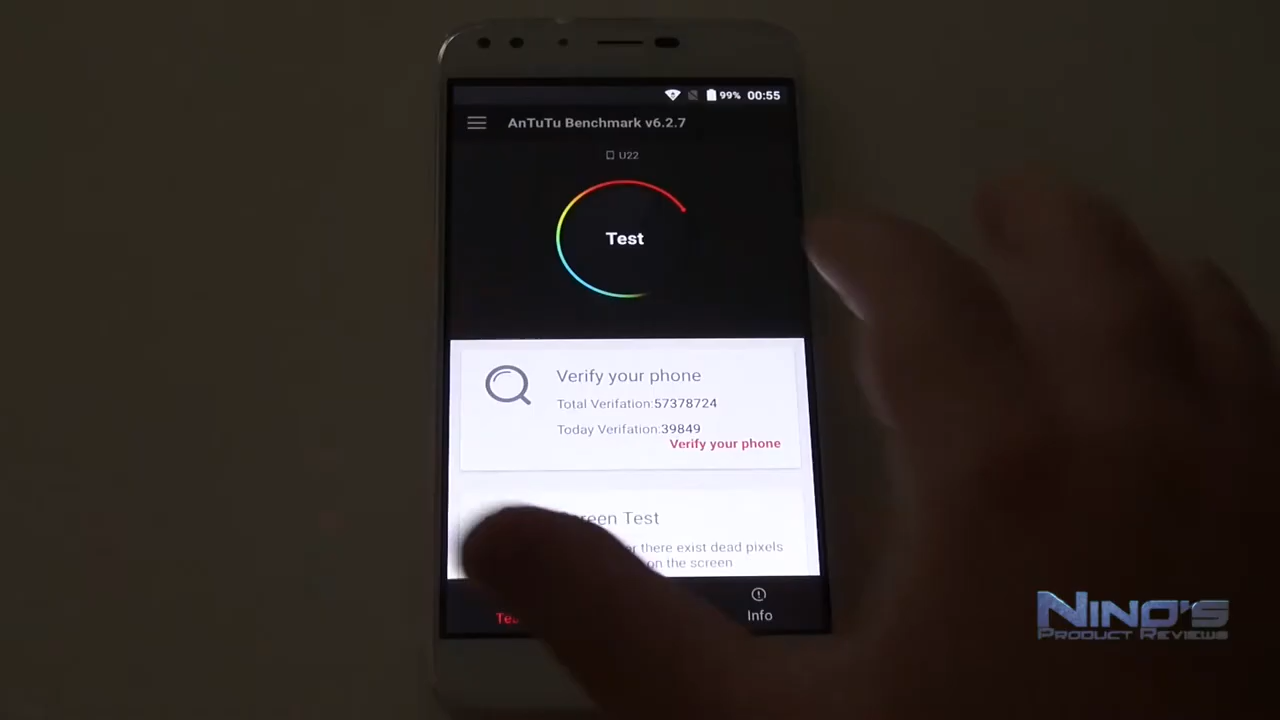 99% 00:55
AnTuTu Benchmark v6.2.7
U22
Test
Verify your phone
Total Verifation:57378724
Today Verifation:39849
Verify your phone
Screen Test
there exist dead pixels
on the screen
Info
NINO'S
PRODUCT REVIEWS